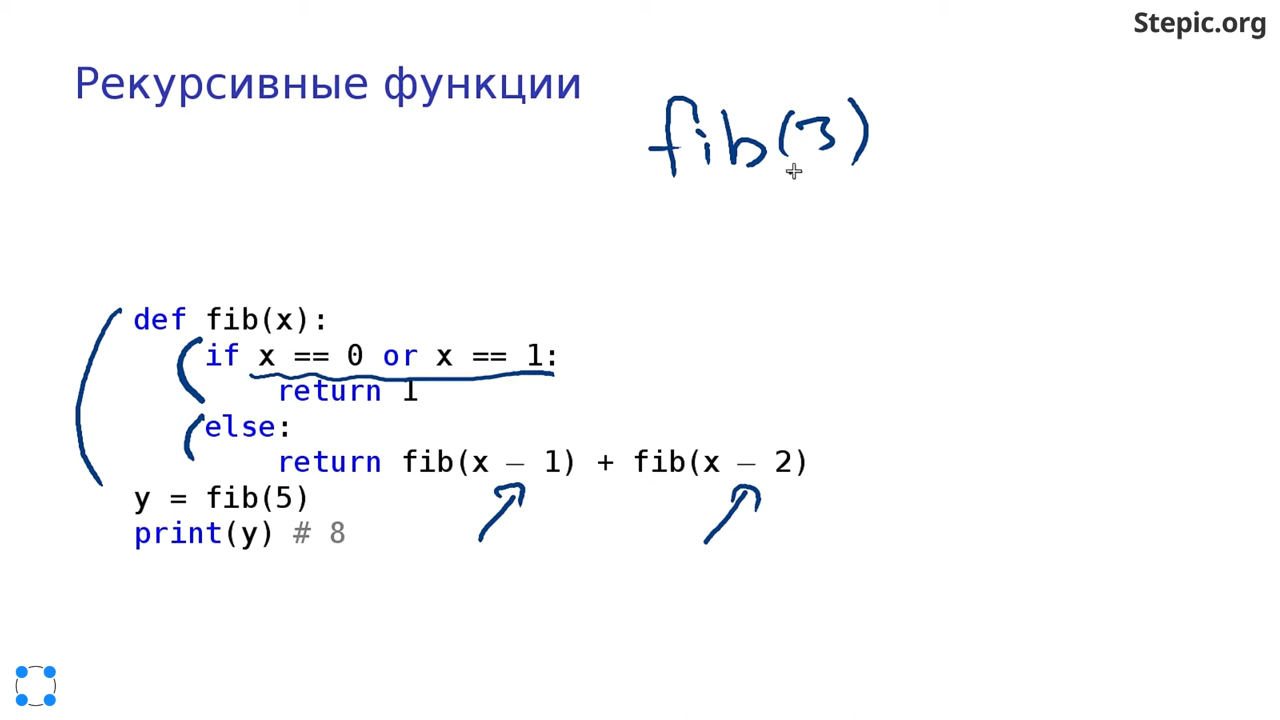 Stepic.org
Рекурсивные функции
fib(3)
def fib(x):
    if x == 0 or x == 1:
        return 1
    else:
        return fib(x – 1) + fib(x – 2)
y = fib(5)
print(y) # 8